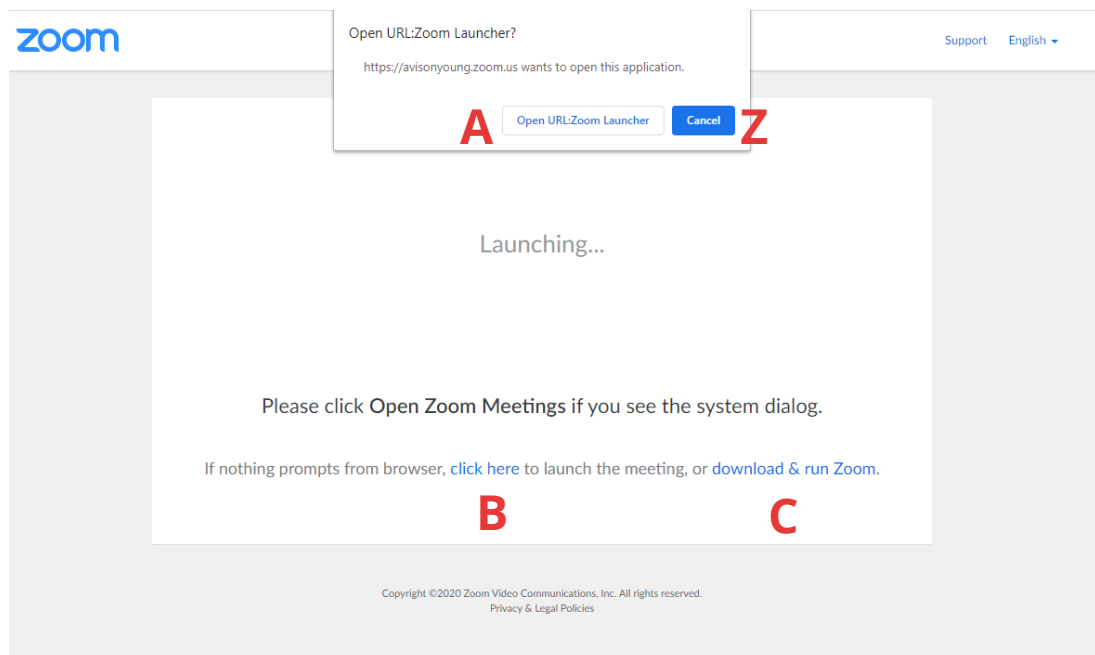 zoom
Open URL:Zoom Launcher?
https://avisonyoung.zoom.us wants to open this application.
Support English
A Open URL:Zoom Launcher Cancel Z
Launching...
Please click Open Zoom Meetings if you see the system dialog.
If nothing prompts from browser, click here to launch the meeting, or download & run Zoom.
B C
Copyright ©2020 Zoom Video Communications, Inc. All rights reserved.
Privacy & Legal Policies